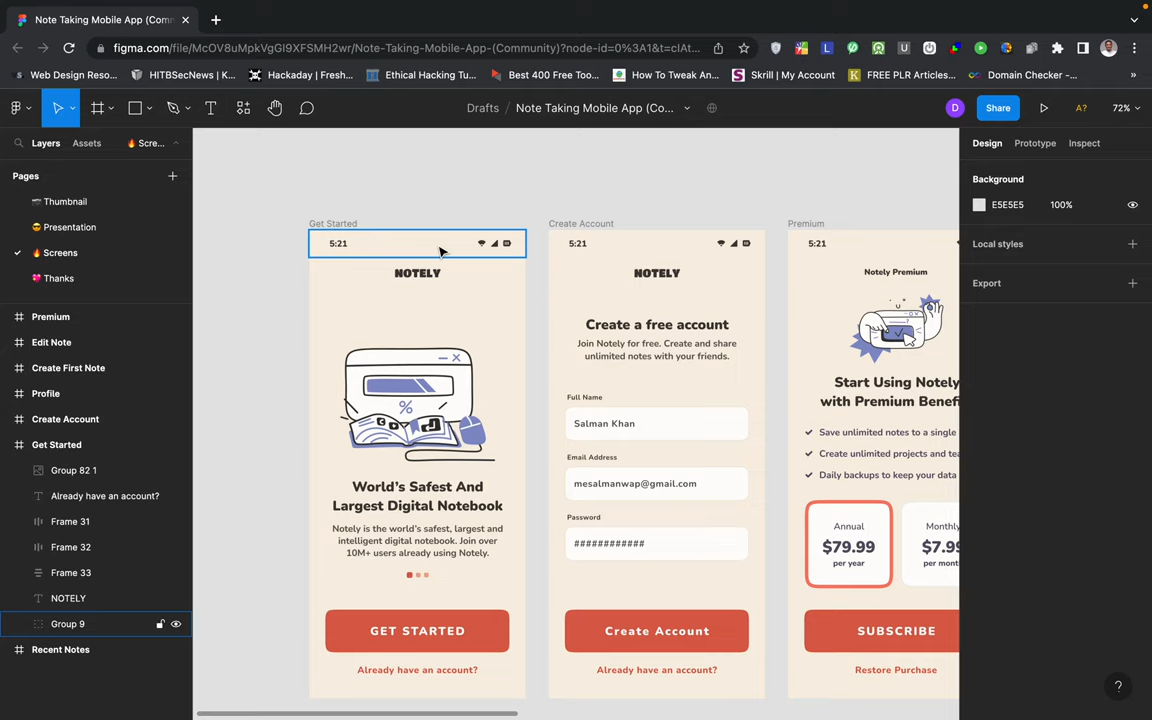 Note Taking Mobile App (Com
figma.com/file/McOV8uMpkVgGI9XFSMH2wr/Note-Taking-Mobile-App-(Community)?node-id=0%3A1&t=clAt...
Web Design Reso...
HITBSecNews | K...
Hackaday | Fresh...
Ethical Hacking Tu...
Best 400 Free Too...
How To Tweak An...
Skrill | My Account
FREE PLR Articles...
Domain Checker -...
»
Drafts / Note Taking Mobile App (Co...
D
Share
A?
72%
Layers
Assets
🔥 Scre...
Design
Prototype
Inspect
Pages
Thumbnail
😎 Presentation
🔥 Screens
💖 Thanks
Premium
Edit Note
Create First Note
Profile
Create Account
Get Started
Group 82 1
Already have an account?
Frame 31
Frame 32
Frame 33
NOTELY
Group 9
Recent Notes
Get Started
5:21
NOTELY
World's Safest And
Largest Digital Notebook
Notely is the world's safest, largest and
intelligent digital notebook. Join over
10M+ users already using Notely.
GET STARTED
Already have an account?
Create Account
5:21
NOTELY
Create a free account
Join Notely for free. Create and share
unlimited notes with your friends.
Full Name
Salman Khan
Email Address
mesalmanwap@gmail.com
Password
############
Create Account
Already have an account?
Premium
5:21
Notely Premium
Start Using Notely
with Premium Benefi
Save unlimited notes to a single
Create unlimited projects and tea
Daily backups to keep your data
Annual
$79.99
per year
Monthly
$7.99
per mont
SUBSCRIBE
Restore Purchase
Background
E5E5E5
100%
Local styles
Export
?